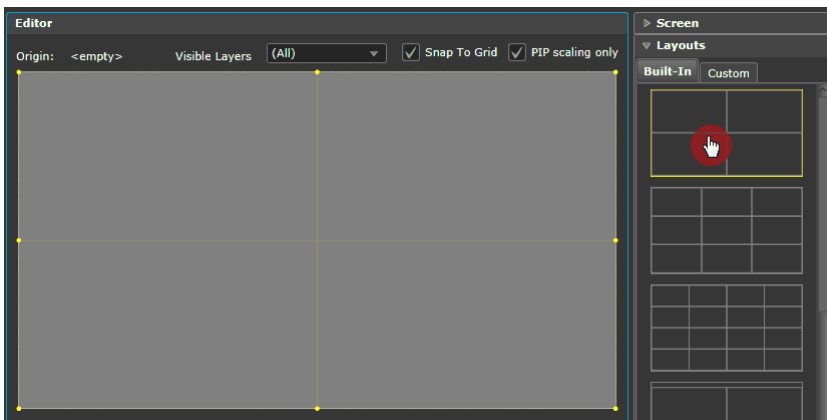 Editor
Origin: <empty> Visible Layers (All) Snap To Grid PIP scaling only
Screen
Layouts
Built-In Custom